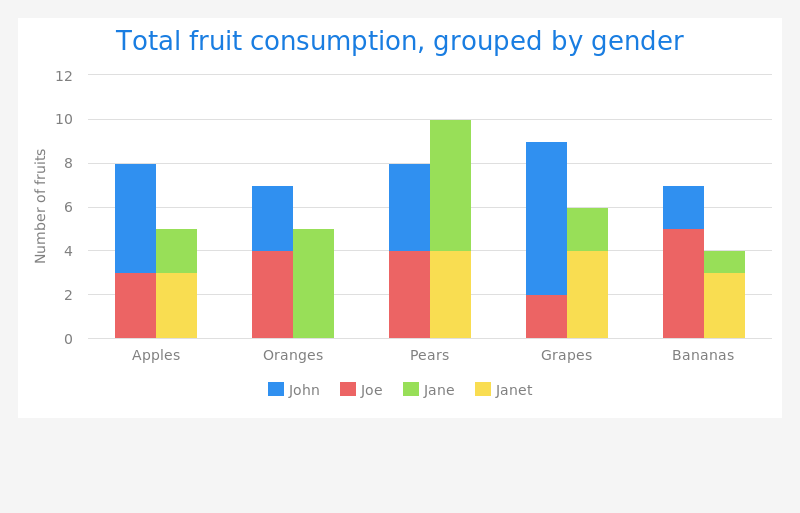 Total fruit consumption, grouped by gender
Number of fruits
12
10
8
6
4
2
0
Apples Oranges Pears Grapes Bananas
John Joe Jane Janet